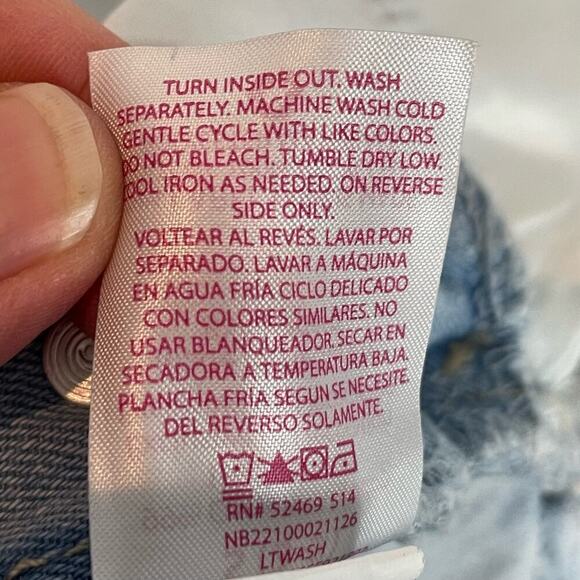 TURN INSIDE OUT. WASH
SEPARATELY. MACHINE WASH COLD
GENTLE CYCLE WITH LIKE COLORS.
DO NOT BLEACH. TUMBLE DRY LOW.
COOL IRON AS NEEDED. ON REVERSE
SIDE ONLY.
VOLTEAR AL REVÉS. LAVAR POR
SEPARADO. LAVAR A MÁQUINA
EN AGUA FRÍA CICLO DELICADO
CON COLORES SIMILARES. NO
USAR BLANQUEADOR. SECAR EN
SECADORA A TEMPERATURA BAJA.
PLANCHA FRÍA SEGUN SE NECESITE.
DEL REVERSO SOLAMENTE.
RN# 52469 514
NB22100021126
LTWASH